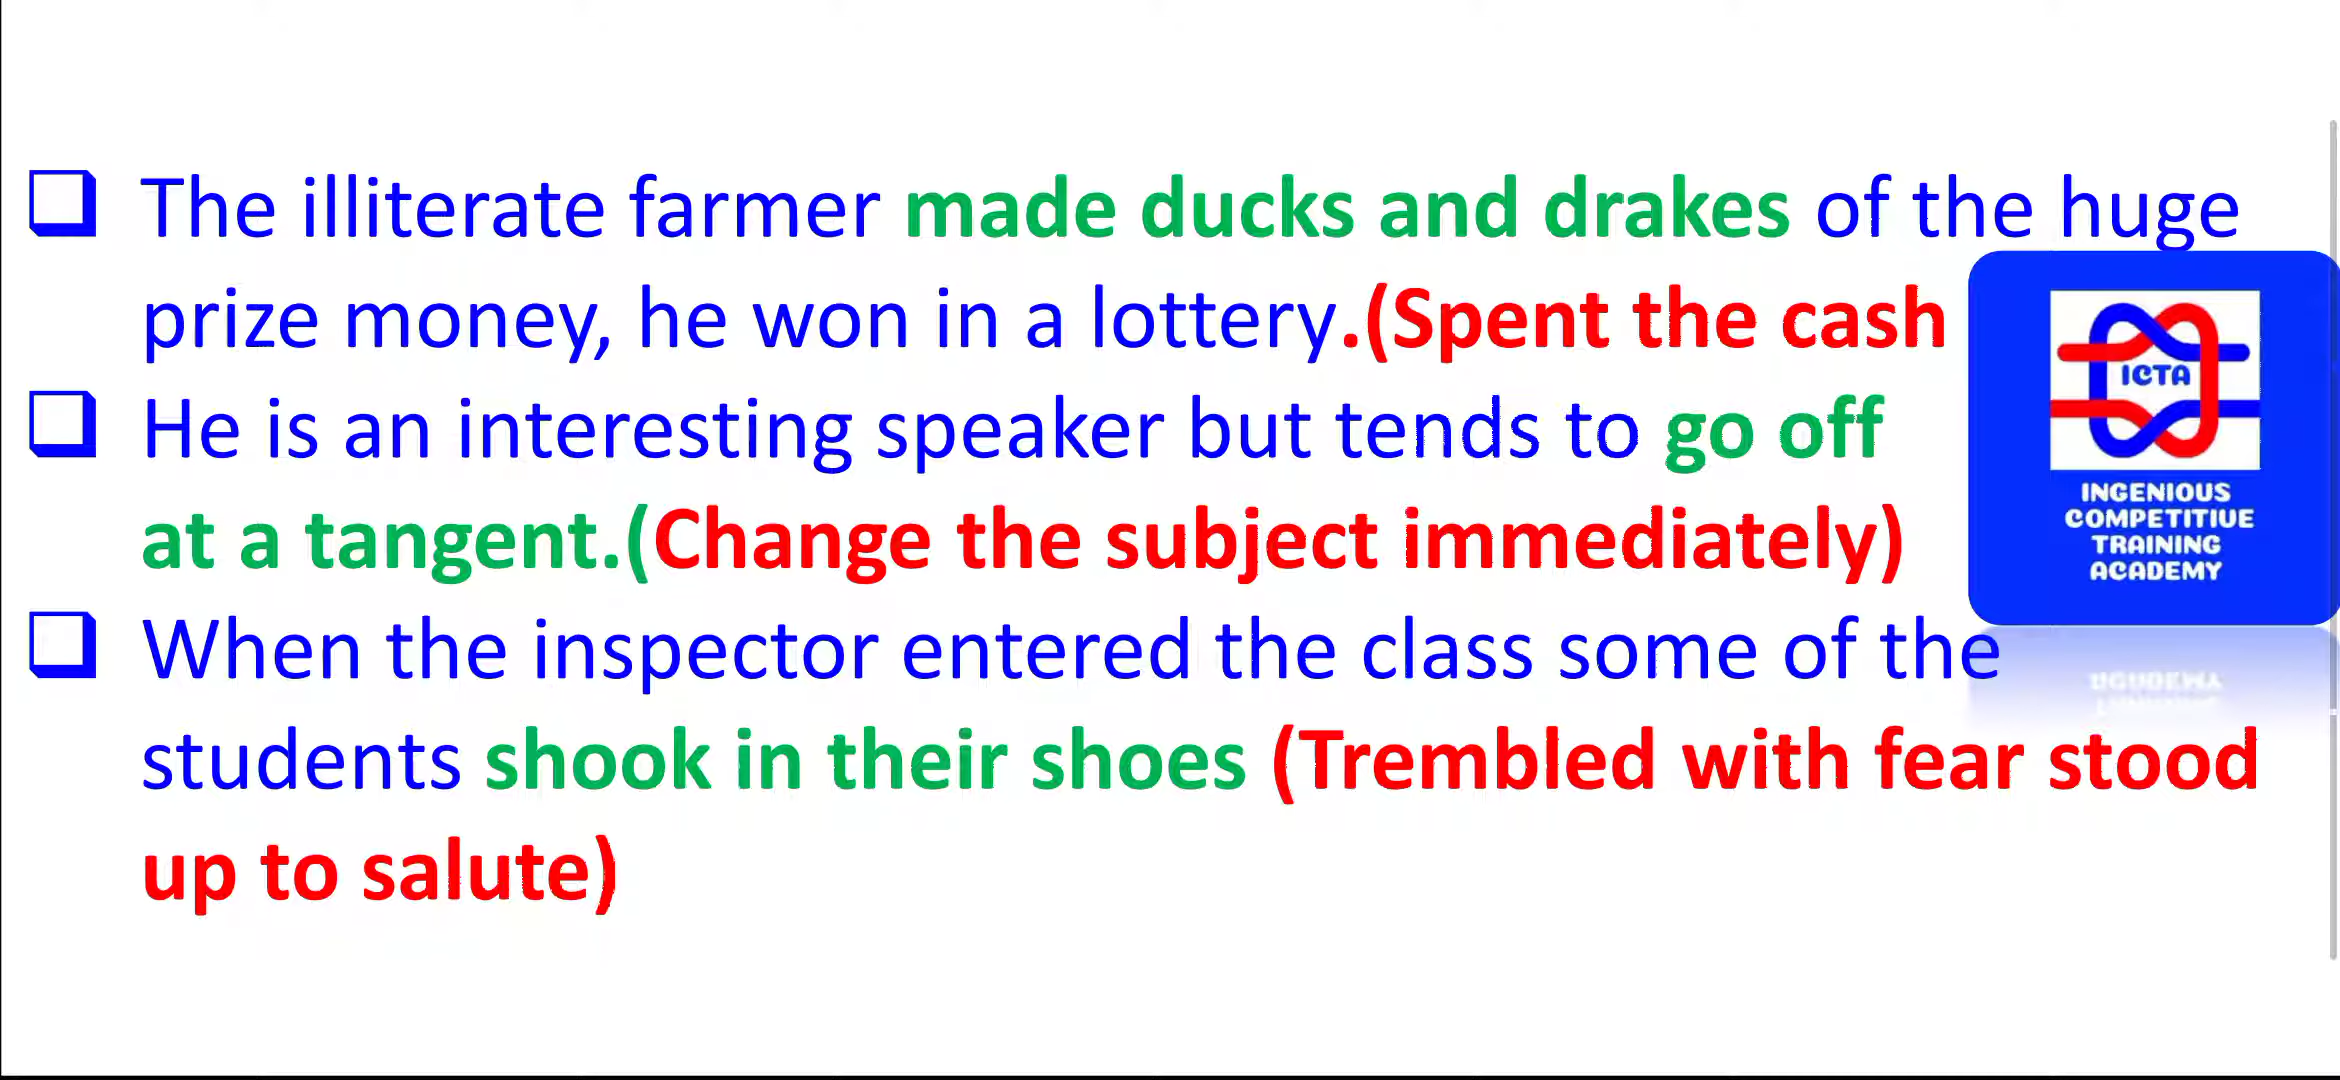 The illiterate farmer made ducks and drakes of the huge
prize money, he won in a lottery.(Spent the cash
He is an interesting speaker but tends to go off
at a tangent.(Change the subject immediately)
When the inspector entered the class some of the
students shook in their shoes (Trembled with fear stood
up to salute)
ICTA
INGENIOUS
COMPETITIVE
TRAINING
ACADEMY